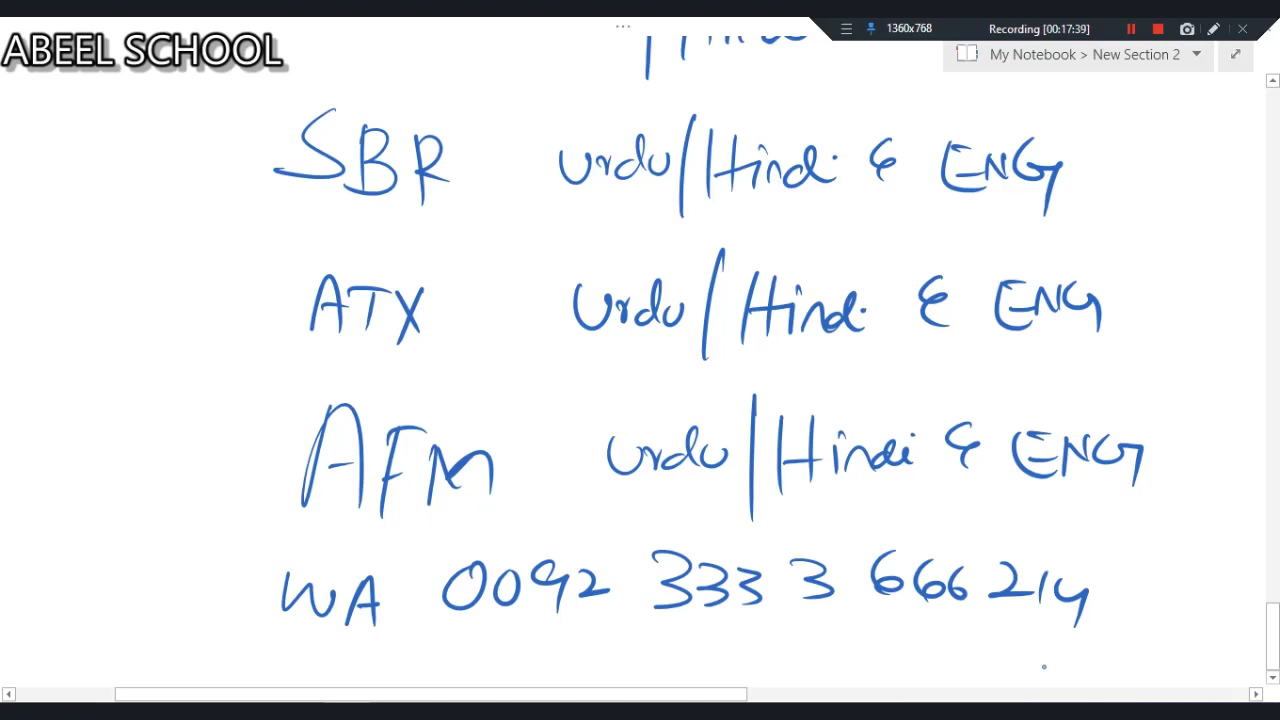 1360x768
Recording [00:17:39]
ABEEL SCHOOL
My Notebook > New Section 2
SBR urdu/Hindi & ENG
ATX Urdu/Hindi & ENG
AFM urdu/Hindi & ENG
WA 0092 333 3 666 214